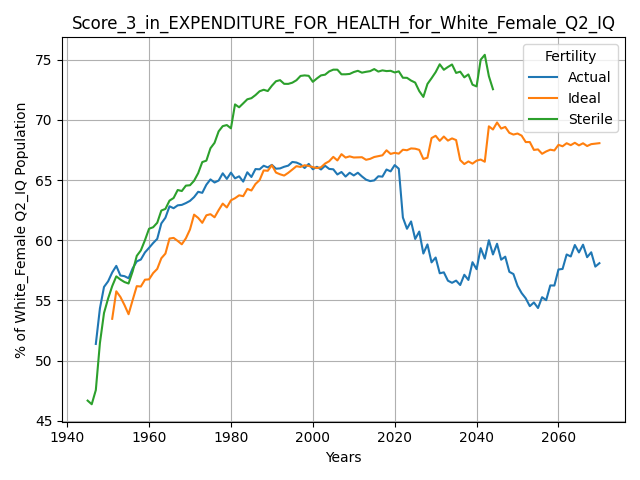 Score_3_in_EXPENDITURE_FOR_HEALTH_for_White_Female_Q2_IQ
% of White_Female Q2_IQ Population
75
70
65
60
55
50
45
Fertility
Actual
Ideal
Sterile
1940 1960 1980 2000 2020 2040 2060
Years